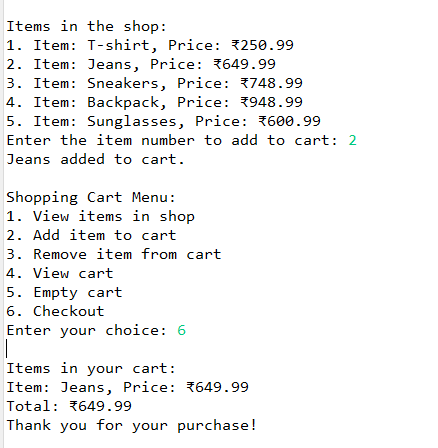 Items in the shop:
1. Item: T-shirt, Price: ₹250.99
2. Item: Jeans, Price: ₹649.99
3. Item: Sneakers, Price: ₹748.99
4. Item: Backpack, Price: ₹948.99
5. Item: Sunglasses, Price: ₹600.99
Enter the item number to add to cart: 2
Jeans added to cart.
Shopping Cart Menu:
1. View items in shop
2. Add item to cart
3. Remove item from cart
4. View cart
5. Empty cart
6. Checkout
Enter your choice: 6
Items in your cart:
Item: Jeans, Price: ₹649.99
Total: ₹649.99
Thank you for your purchase!